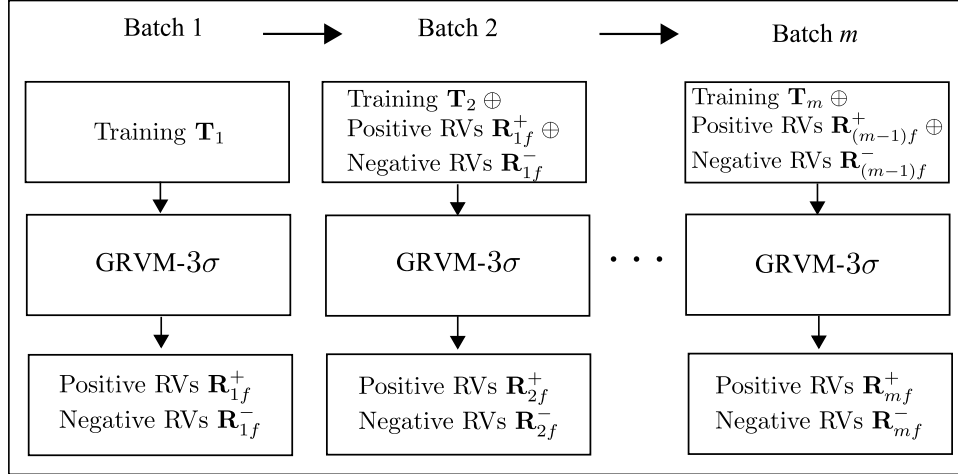 Batch 1
Batch 2
Batch m
Training T₁
Training T₂ ⊕
Positive RVs R⁺₁f ⊕
Negative RVs R⁻₁f
Training Tₘ ⊕
Positive RVs R⁺₍ₘ₋₁₎f ⊕
Negative RVs R⁻₍ₘ₋₁₎f
GRVM-3σ
GRVM-3σ
· · ·
GRVM-3σ
Positive RVs R⁺₁f
Negative RVs R⁻₁f
Positive RVs R⁺₂f
Negative RVs R⁻₂f
Positive RVs R⁺ₘf
Negative RVs R⁻ₘf